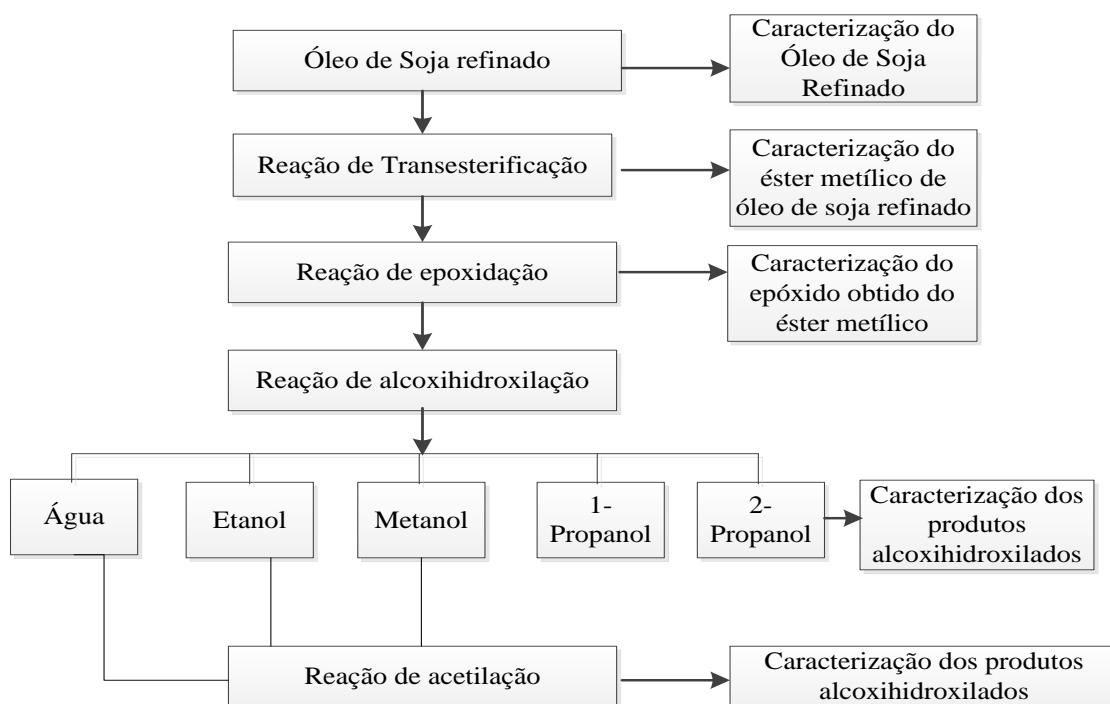 Óleo de Soja refinado
Caracterização do
Óleo de Soja
Refinado
Reação de Transesterificação
Caracterização do
éster metílico de
óleo de soja refinado
Reação de epoxidação
Caracterização do
epóxido obtido do
éster metílico
Reação de alcoxihidroxilação
Água
Etanol
Metanol
1-
Propanol
2-
Propanol
Caracterização dos
produtos
alcoxihidroxilados
Reação de acetilação
Caracterização dos produtos
alcoxihidroxilados